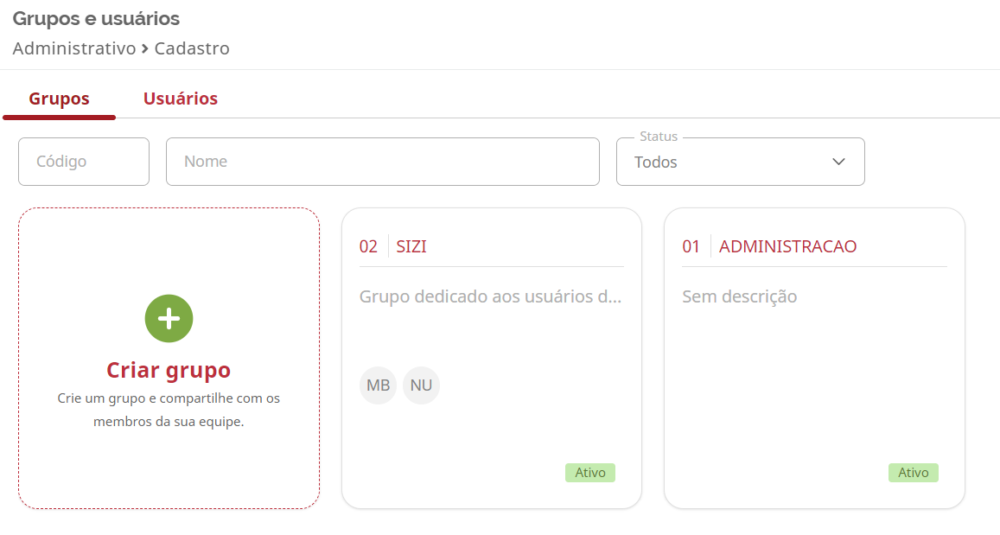 Grupos e usuários
Administrativo > Cadastro
Grupos Usuários
Código
Nome
Status
Todos
Criar grupo
Crie um grupo e compartilhe com os
membros da sua equipe.
02 SIZI
Grupo dedicado aos usuários d...
MB NU
Ativo
01 ADMINISTRACAO
Sem descrição
Ativo